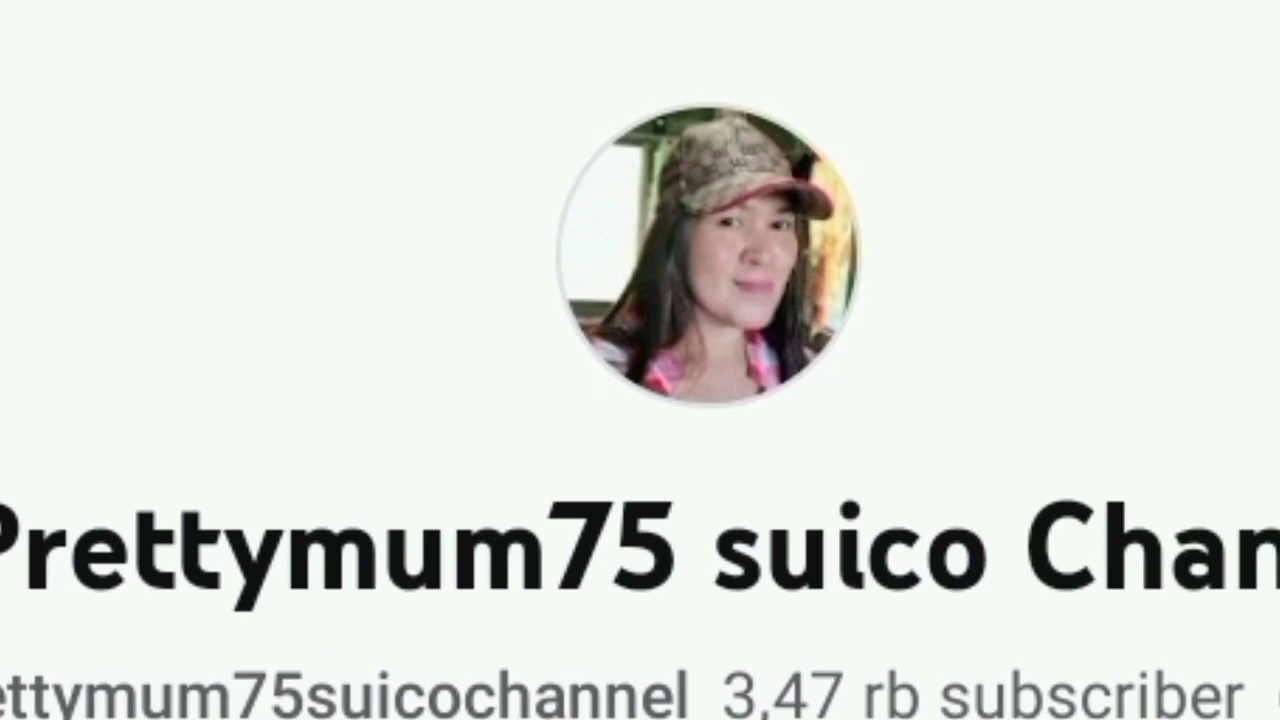 Prettymum75 suico Chan
ettymum75suicochannel 3,47 rb subscriber